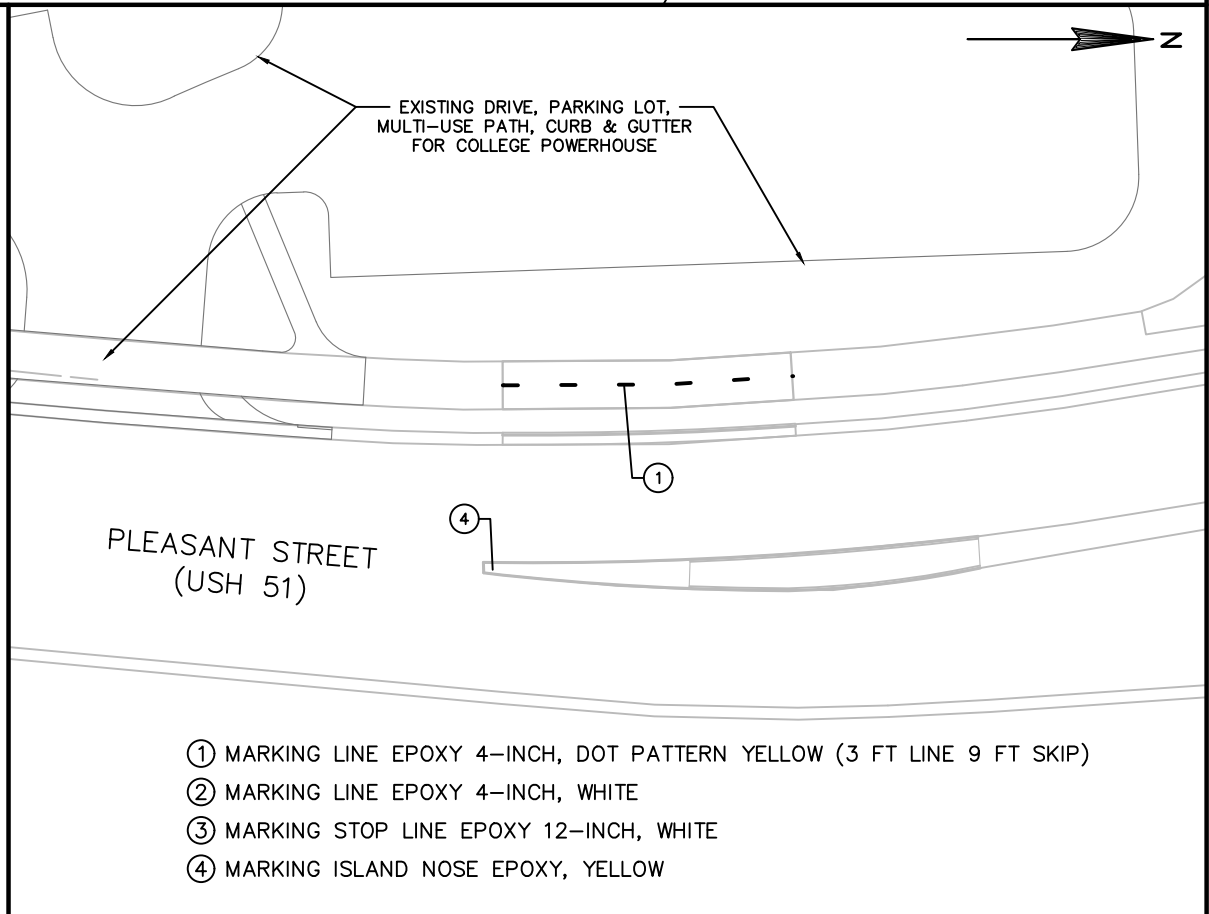 N
EXISTING DRIVE, PARKING LOT,
MULTI-USE PATH, CURB & GUTTER
FOR COLLEGE POWERHOUSE
1
4
PLEASANT STREET
(USH 51)
1 MARKING LINE EPOXY 4-INCH, DOT PATTERN YELLOW (3 FT LINE 9 FT SKIP)
2 MARKING LINE EPOXY 4-INCH, WHITE
3 MARKING STOP LINE EPOXY 12-INCH, WHITE
4 MARKING ISLAND NOSE EPOXY, YELLOW